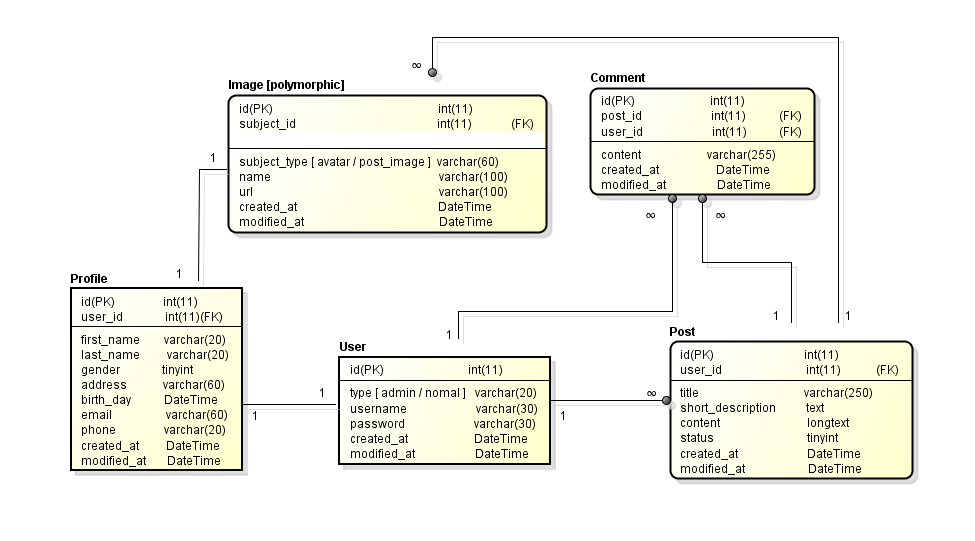 ∞
Image [polymorphic]
id(PK) int(11)
subject_id int(11) (FK)
subject_type [ avatar / post_image ] varchar(60)
name varchar(100)
url varchar(100)
created_at DateTime
modified_at DateTime
Comment
id(PK) int(11)
post_id int(11) (FK)
user_id int(11) (FK)
content varchar(255)
created_at DateTime
modified_at DateTime
1
∞ ∞
1
Profile
id(PK) int(11)
user_id int(11)(FK)
first_name varchar(20)
last_name varchar(20)
gender tinyint
address varchar(60)
birth_day DateTime
email varchar(60)
phone varchar(20)
created_at DateTime
modified_at DateTime
1
1
1
User
id(PK) int(11)
type [ admin / nomal ] varchar(20)
username varchar(30)
password varchar(30)
created_at DateTime
modified_at DateTime
1
∞
1 1
Post
id(PK) int(11)
user_id int(11) (FK)
title varchar(250)
short_description text
content longtext
status tinyint
created_at DateTime
modified_at DateTime